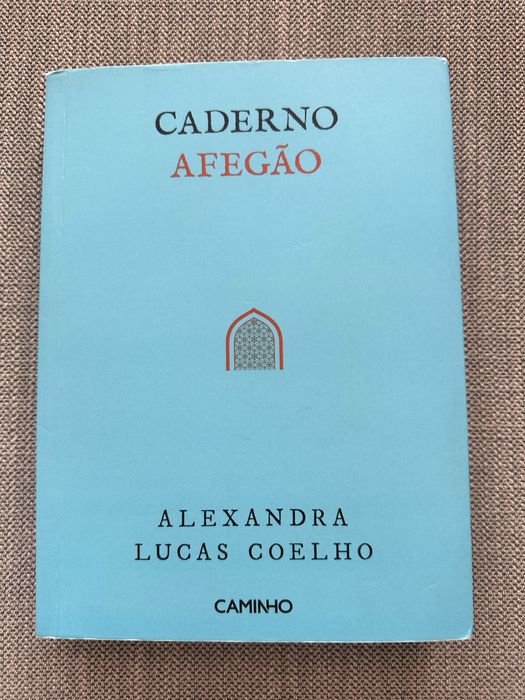 CADERNO
AFEGÃO
ALEXANDRA
LUCAS COELHO
CAMINHO